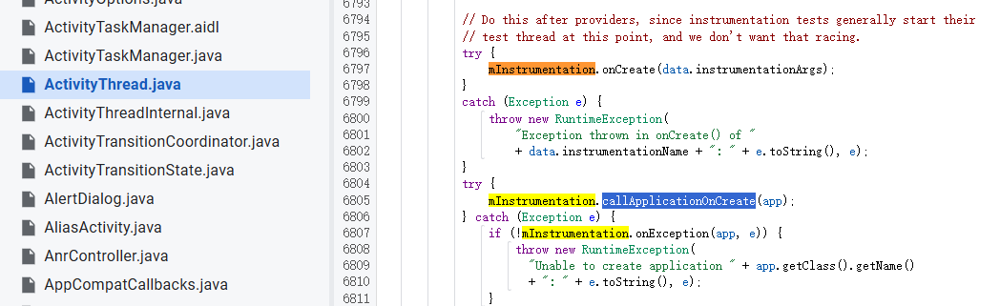 ActivityOptions.java
ActivityTaskManager.aidl
ActivityTaskManager.java
ActivityThread.java
ActivityThreadInternal.java
ActivityTransitionCoordinator.java
ActivityTransitionState.java
AlertDialog.java
AliasActivity.java
AnrController.java
AppCompatCallbacks.java
6793
6794 // Do this after providers, since instrumentation tests generally start their
6795 // test thread at this point, and we don't want that racing.
6796 try {
6797 mInstrumentation.onCreate(data.instrumentationArgs);
6798 }
6799 catch (Exception e) {
6800 throw new RuntimeException(
6801 "Exception thrown in onCreate() of "
6802 + data.instrumentationName + ": " + e.toString(), e);
6803 }
6804 try {
6805 mInstrumentation.callApplicationOnCreate(app);
6806 } catch (Exception e) {
6807 if (!mInstrumentation.onException(app, e)) {
6808 throw new RuntimeException(
6809 "Unable to create application " + app.getClass().getName()
6810 + ": " + e.toString(), e);
6811 }